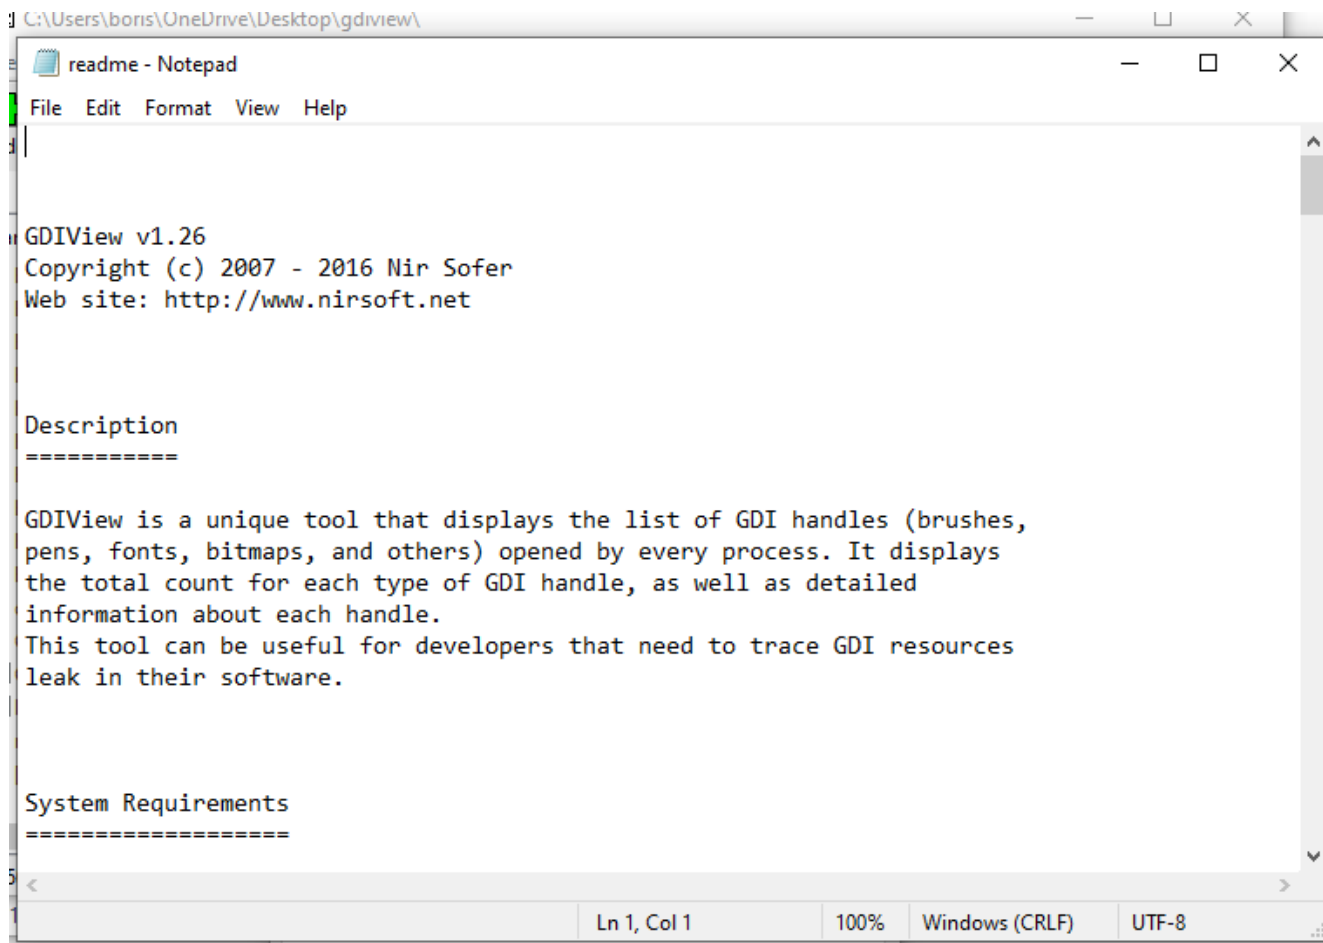 C:\Users\boris\OneDrive\Desktop\gdiview\
readme - Notepad
File Edit Format View Help
GDIView v1.26
Copyright (c) 2007 - 2016 Nir Sofer
Web site: http://www.nirsoft.net
Description
===========
GDIView is a unique tool that displays the list of GDI handles (brushes,
pens, fonts, bitmaps, and others) opened by every process. It displays
the total count for each type of GDI handle, as well as detailed
information about each handle.
This tool can be useful for developers that need to trace GDI resources
leak in their software.
System Requirements
===================
Ln 1, Col 1 100% Windows (CRLF) UTF-8